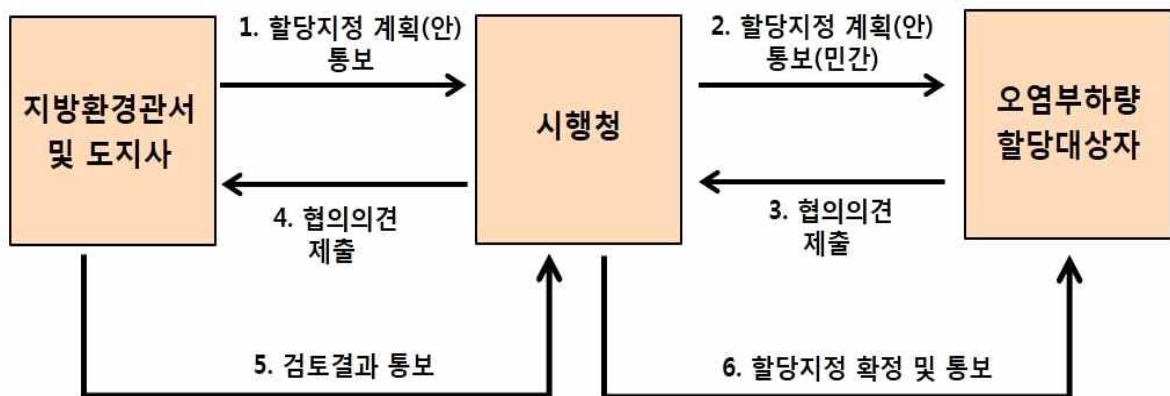 1. 할당지정 계획(안)
통보
2. 할당지정 계획(안)
통보(민간)
지방환경관서
및 도지사
시행청
오염부하량
할당대상자
4. 협의의견
제출
3. 협의의견
제출
5. 검토결과 통보
6. 할당지정 확정 및 통보